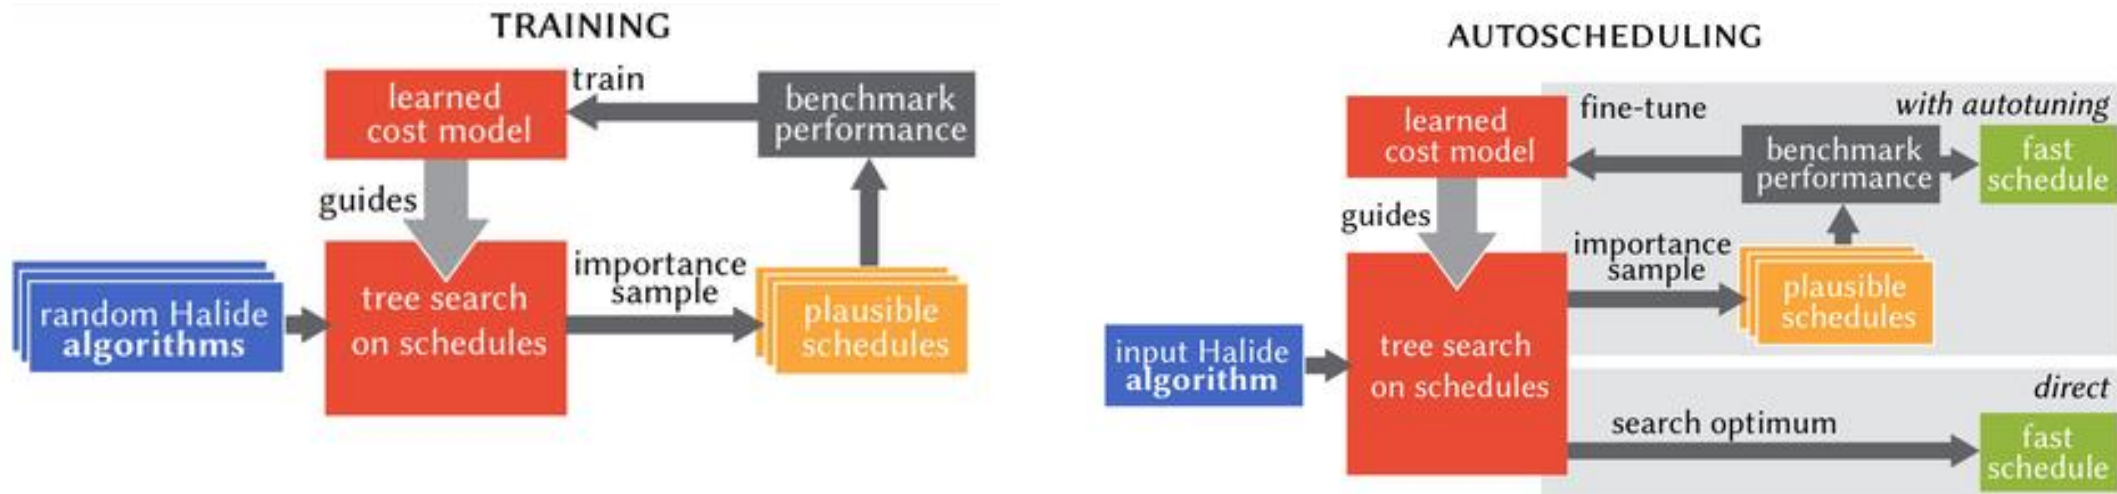 TRAINING
learned
cost model
train
benchmark
performance
guides
random Halide
algorithms
tree search
on schedules
importance
sample
plausible
schedules
AUTOSCHEDULING
learned
cost model
fine-tune
with autotuning
benchmark
performance
fast
schedule
guides
importance
sample
plausible
schedules
input Halide
algorithm
tree search
on schedules
direct
search optimum
fast
schedule